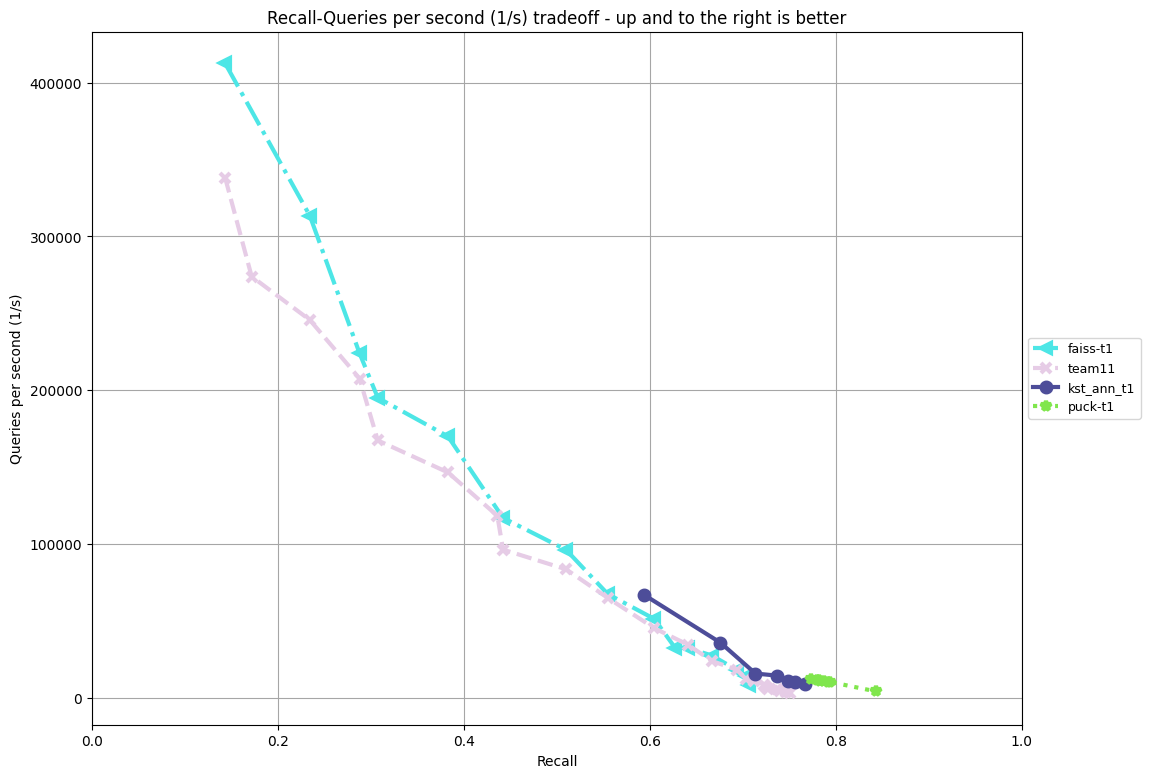 Recall-Queries per second (1/s) tradeoff - up and to the right is better
Queries per second (1/s)
400000
300000
200000
100000
0
0.0
0.2
0.4
0.6
0.8
1.0
Recall
faiss-t1
team11
kst_ann_t1
puck-t1